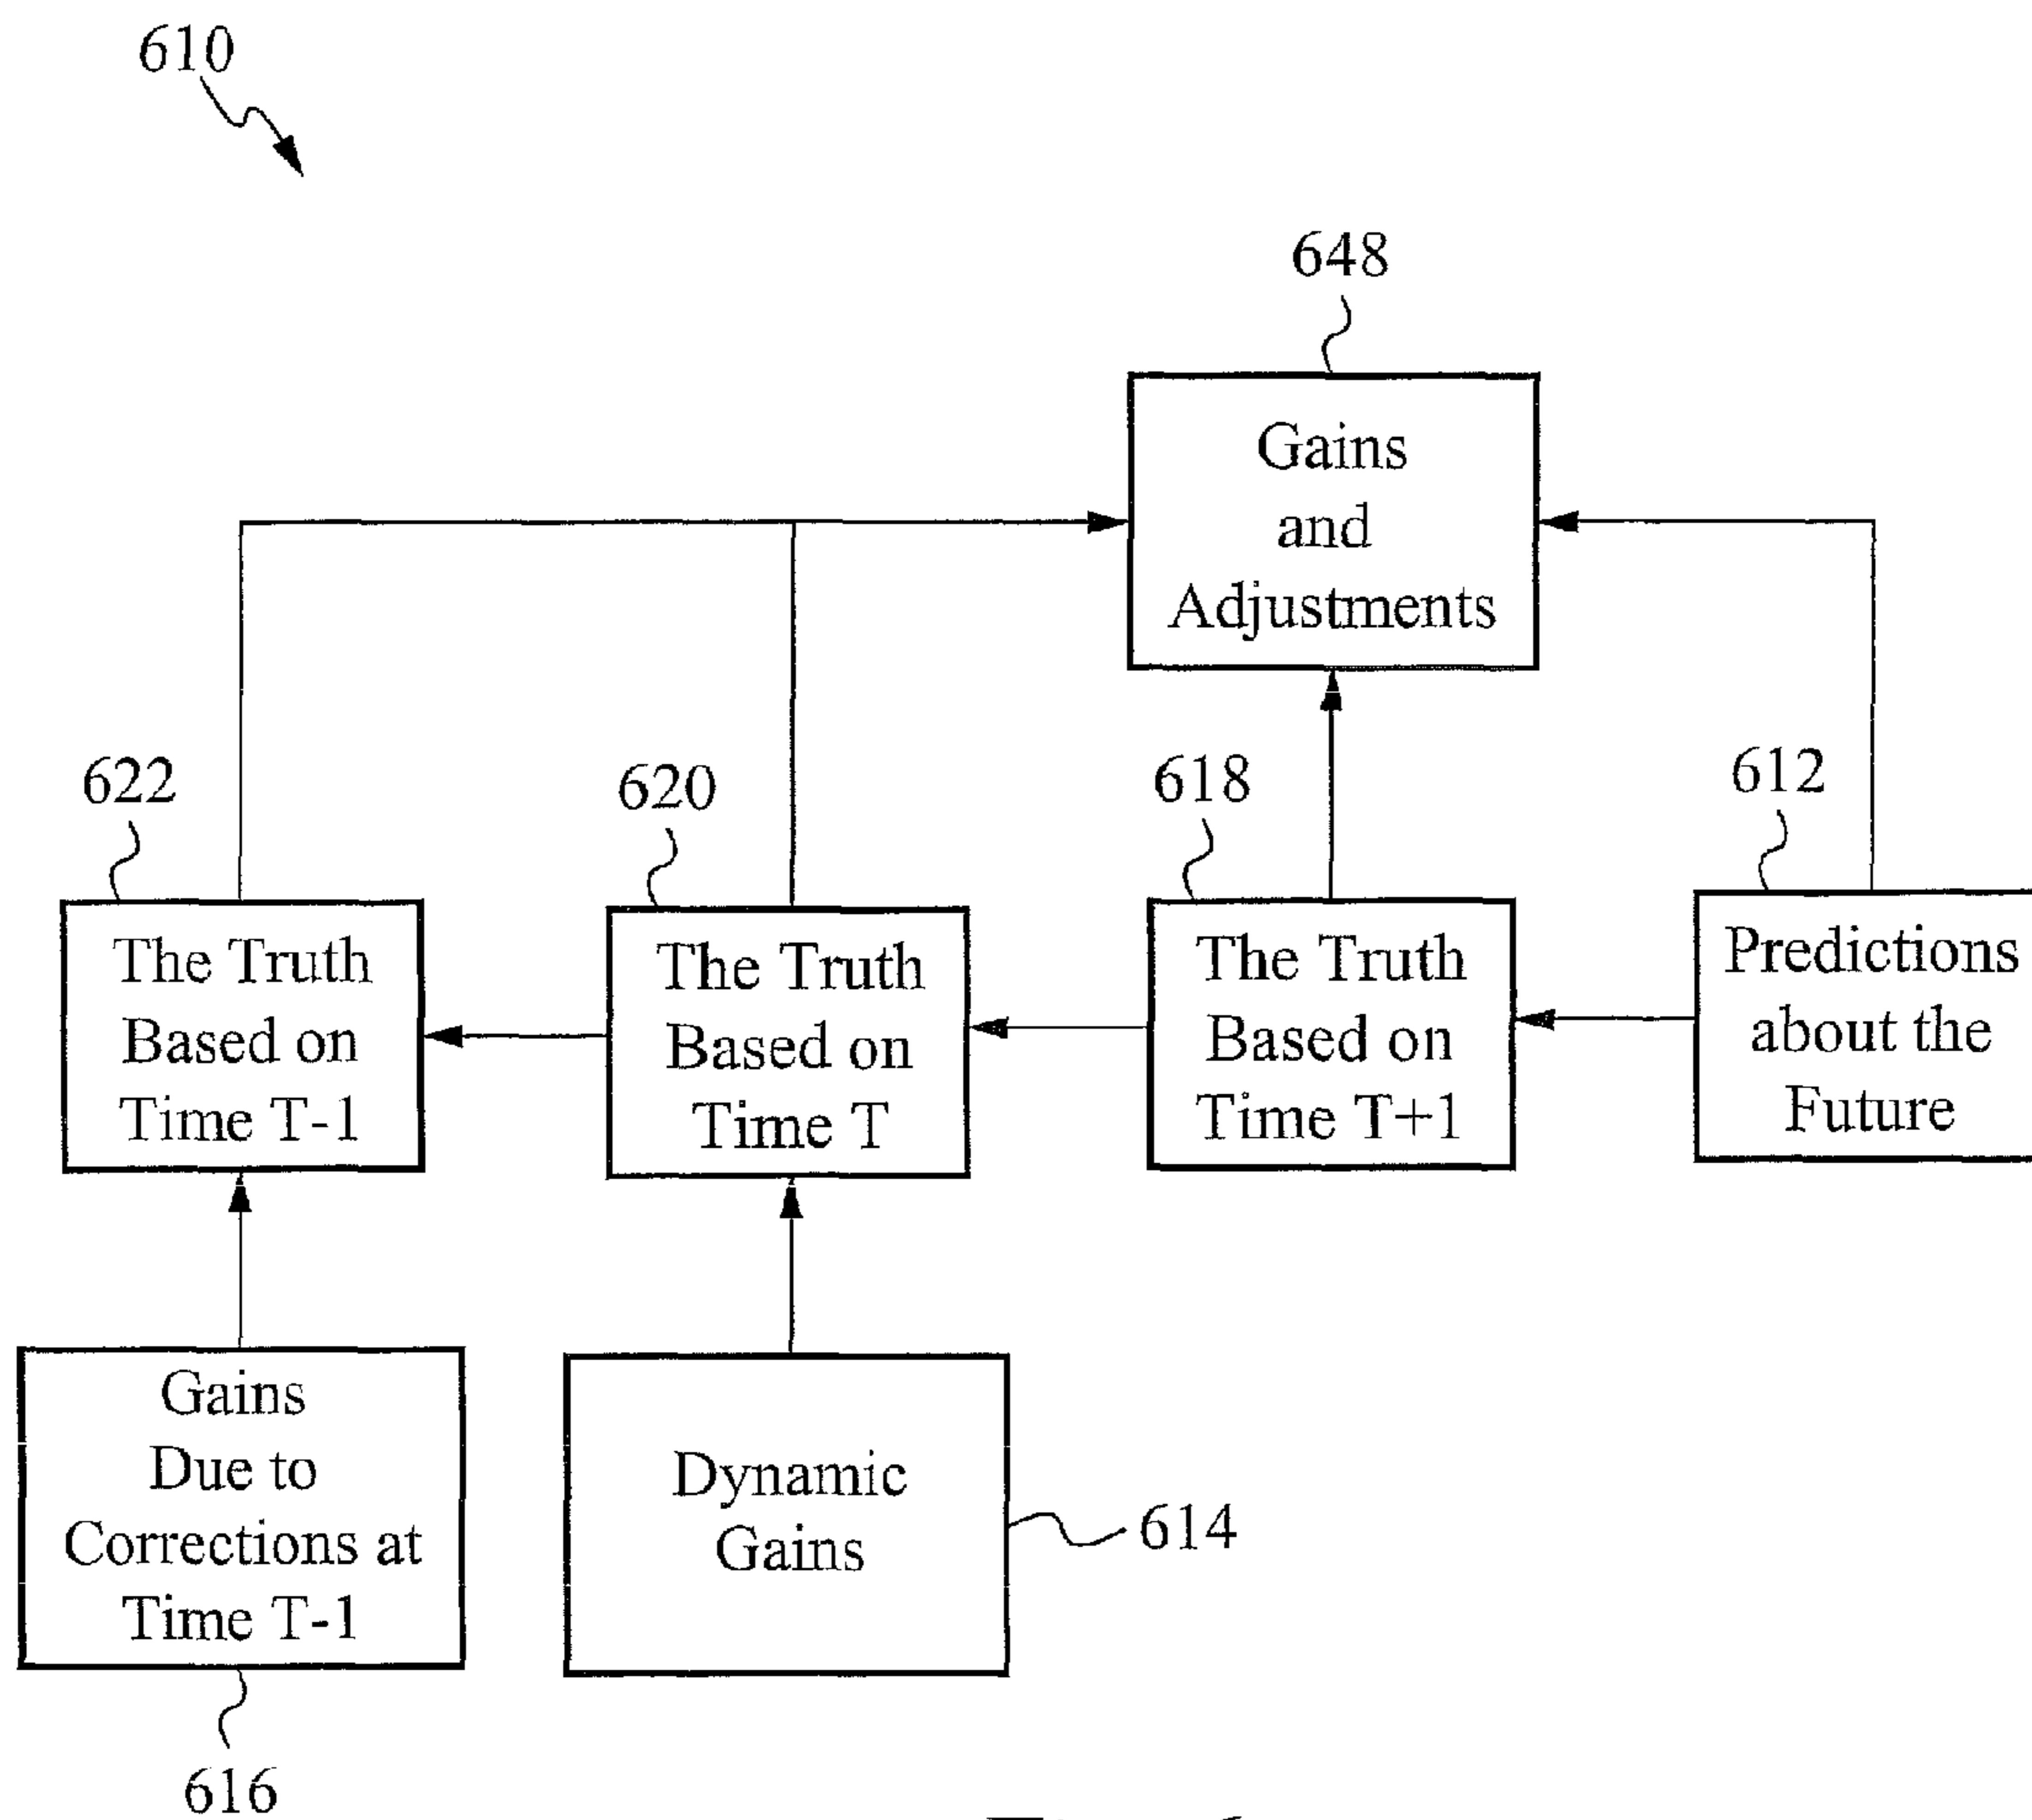 610
648
Gains
and
Adjustments
622
620
618
612
The Truth
Based on
Time T-1
The Truth
Based on
Time T
The Truth
Based on
Time T+1
Predictions
about the
Future
Gains
Due to
Corrections at
Time T-1
Dynamic
Gains
614
616